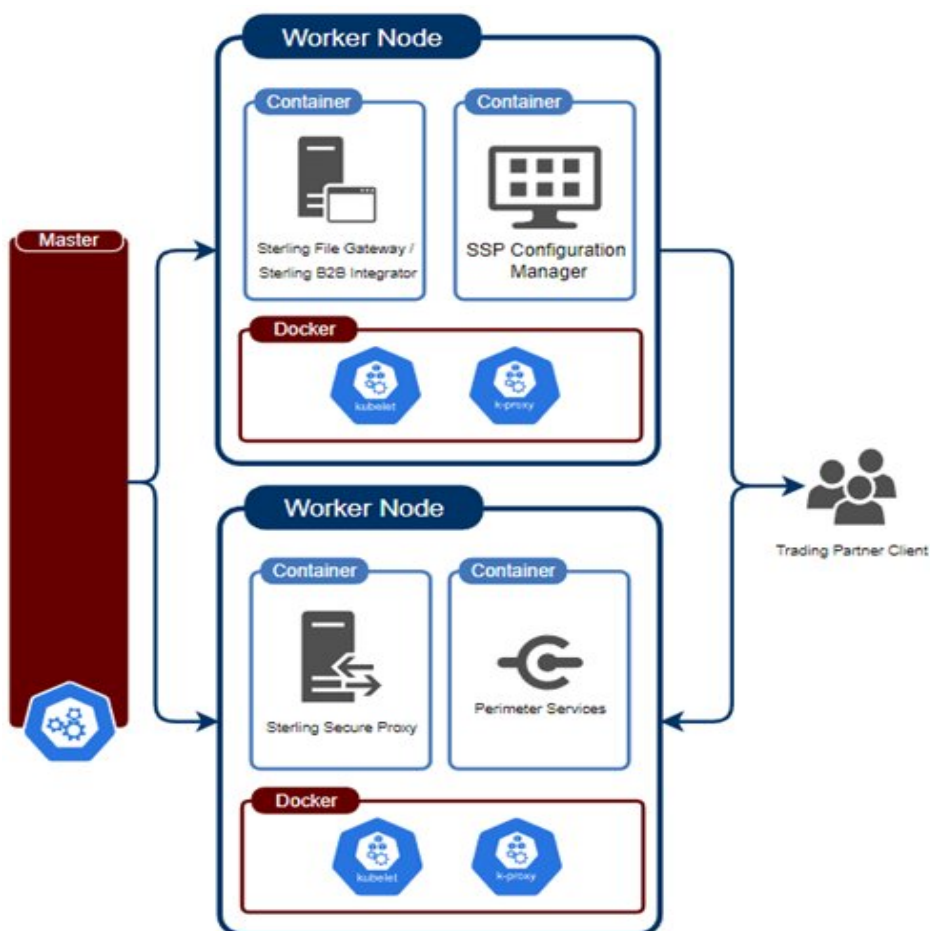 Worker Node
Container
Container
Sterling File Gateway /
Sterling B2B Integrator
SSP Configuration
Manager
Docker
kubelet
k-proxy
Master
Worker Node
Container
Container
Sterling Secure Proxy
Perimeter Services
Docker
kubelet
k-proxy
Trading Partner Client